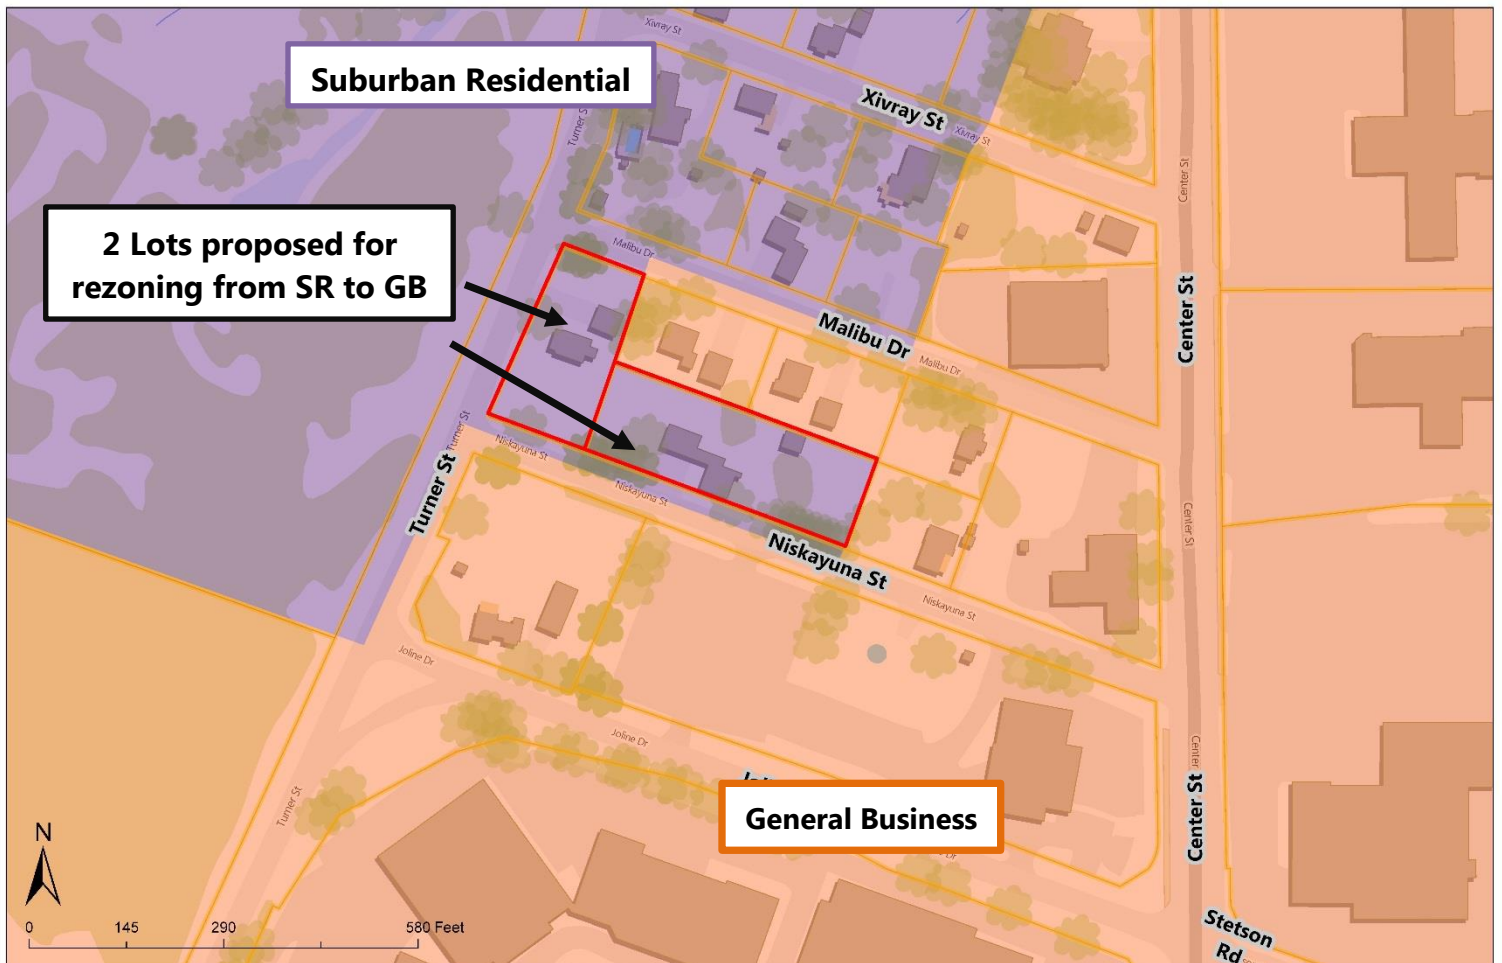 Xivray St
Suburban Residential
Xivray St
Xivray St
Turner S
Center St
2 Lots proposed for
rezoning from SR to GB
Malibu Dr
Center St
Malibu Dr
Malibu Dr
Turner St
Niskayuna St
Turner St
Niskayuna St
Center St
Niskayuna St
Niskayuna St
Joline Dr
Joline Dr
Center
General Business
Center St
Turner St
Dr
N
0 145 290 580 Feet
Stetson
Rd